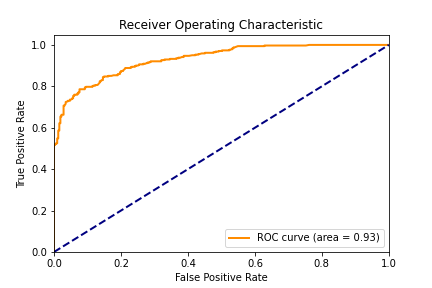 Receiver Operating Characteristic
1.0
0.8
0.6
0.4
0.2
0.0
True Positive Rate
ROC curve (area = 0.93)
0.0 0.2 0.4 0.6 0.8 1.0
False Positive Rate